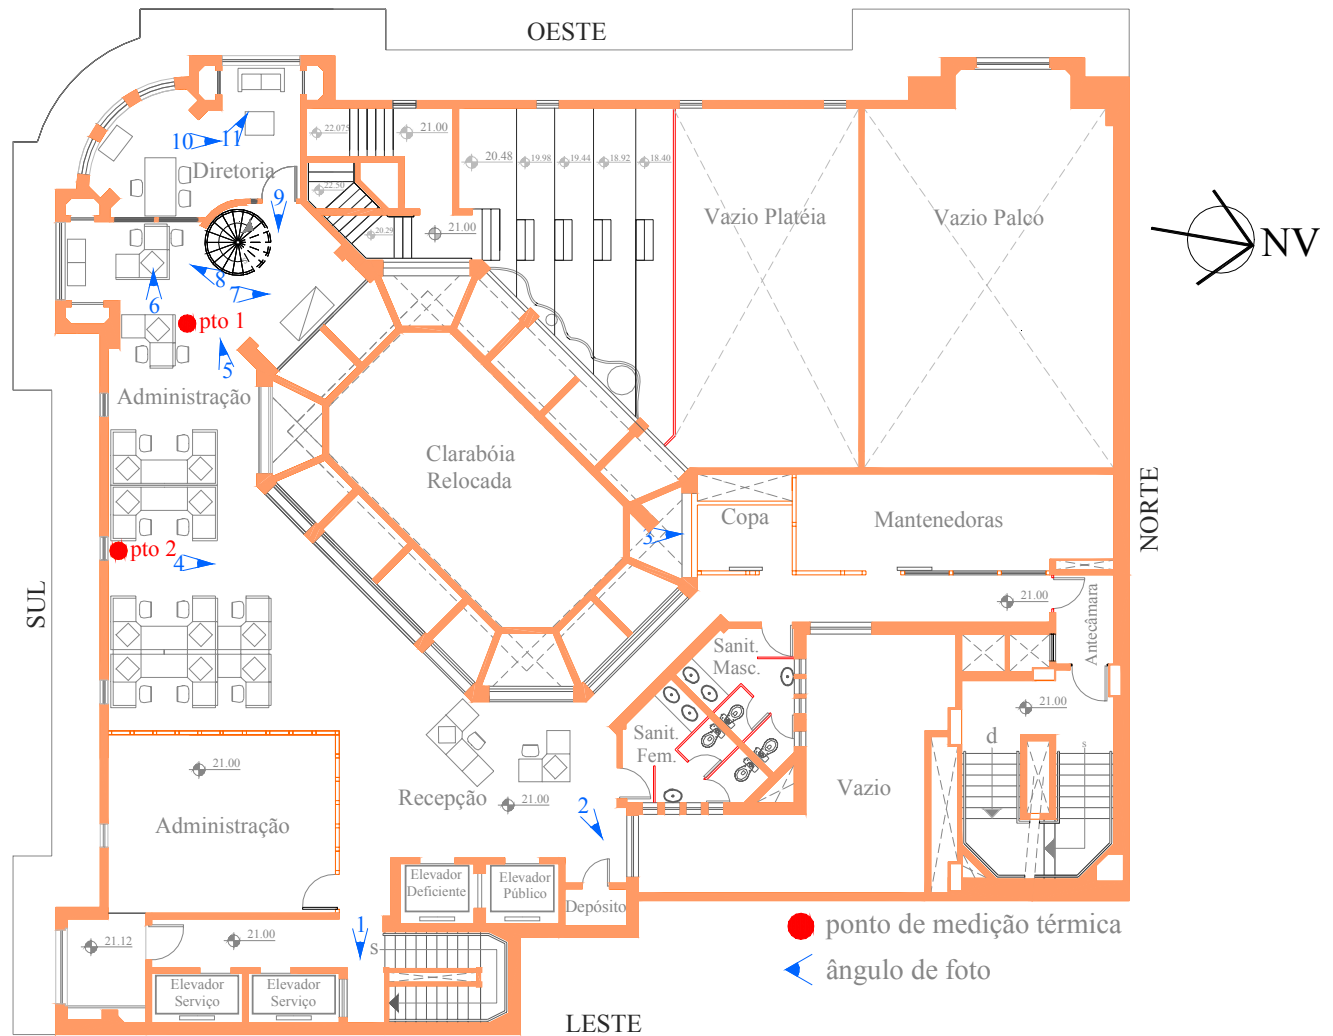 OESTE
22.075
21.00
10
11
Diretoria
20.48
19.98
19.44
18.92
18.40
22.50
9
Vazio Platéia
Vazio Palco
20.29
21.00
NV
8
7
6
pto 1
5
Administração
Clarabóia
Relocada
Copa
Mantenedoras
NORTE
3
pto 2
4
SUL
21.00
Antecâmara
Sanit.
Masc.
21.00
d
s
Sanit.
Fem.
21.00
Vazio
Recepção
21.00
Administração
2
Elevador
Deficiente
Elevador
Público
Depósito
ponto de medição térmica
1
21.12
21.00
s
ângulo de foto
Elevador
Serviço
Elevador
Serviço
LESTE